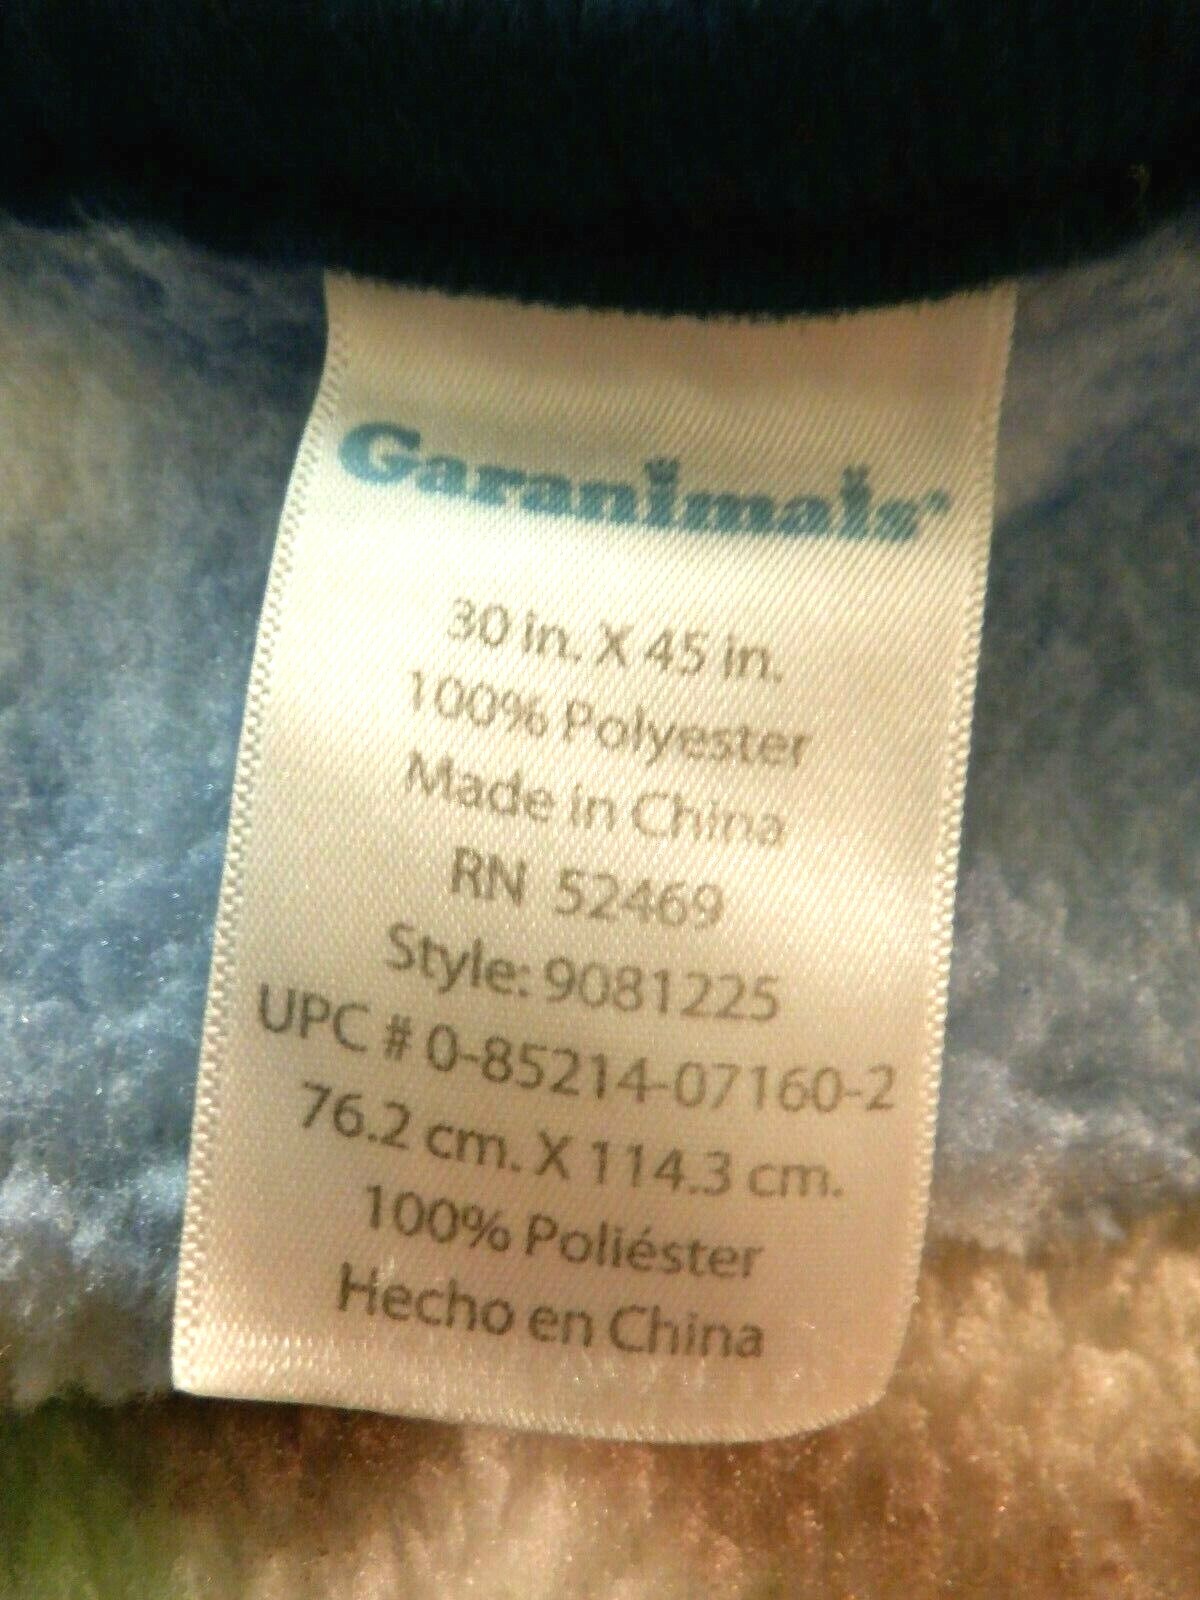 Garanimals
30 in. X 45 in.
100% Polyester
Made in China
RN 52469
Style: 9081225
UPC # 0-85214-07160-2
76.2 cm. X 114.3 cm.
100% Poliéster
Hecho en China